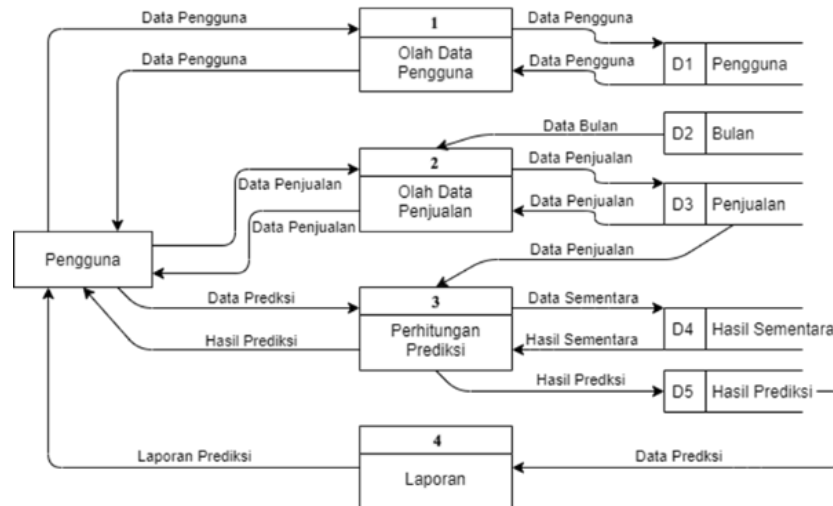 Data Pengguna
1
Data Pengguna
Olah Data
Pengguna
Data Pengguna
Data Pengguna
D1
Pengguna
Data Bulan
D2
Bulan
2
Data Penjualan
Olah Data
Penjualan
Data Penjualan
Data Penjualan
Data Penjualan
D3
Penjualan
Pengguna
Data Penjualan
Data Prediksi
3
Data Sementara
Perhitungan
Prediksi
Hasil Prediksi
Hasil Sementara
D4
Hasil Sementara
Hasil Predksi
D5
Hasil Prediksi
4
Laporan Prediksi
Laporan
Data Predksi